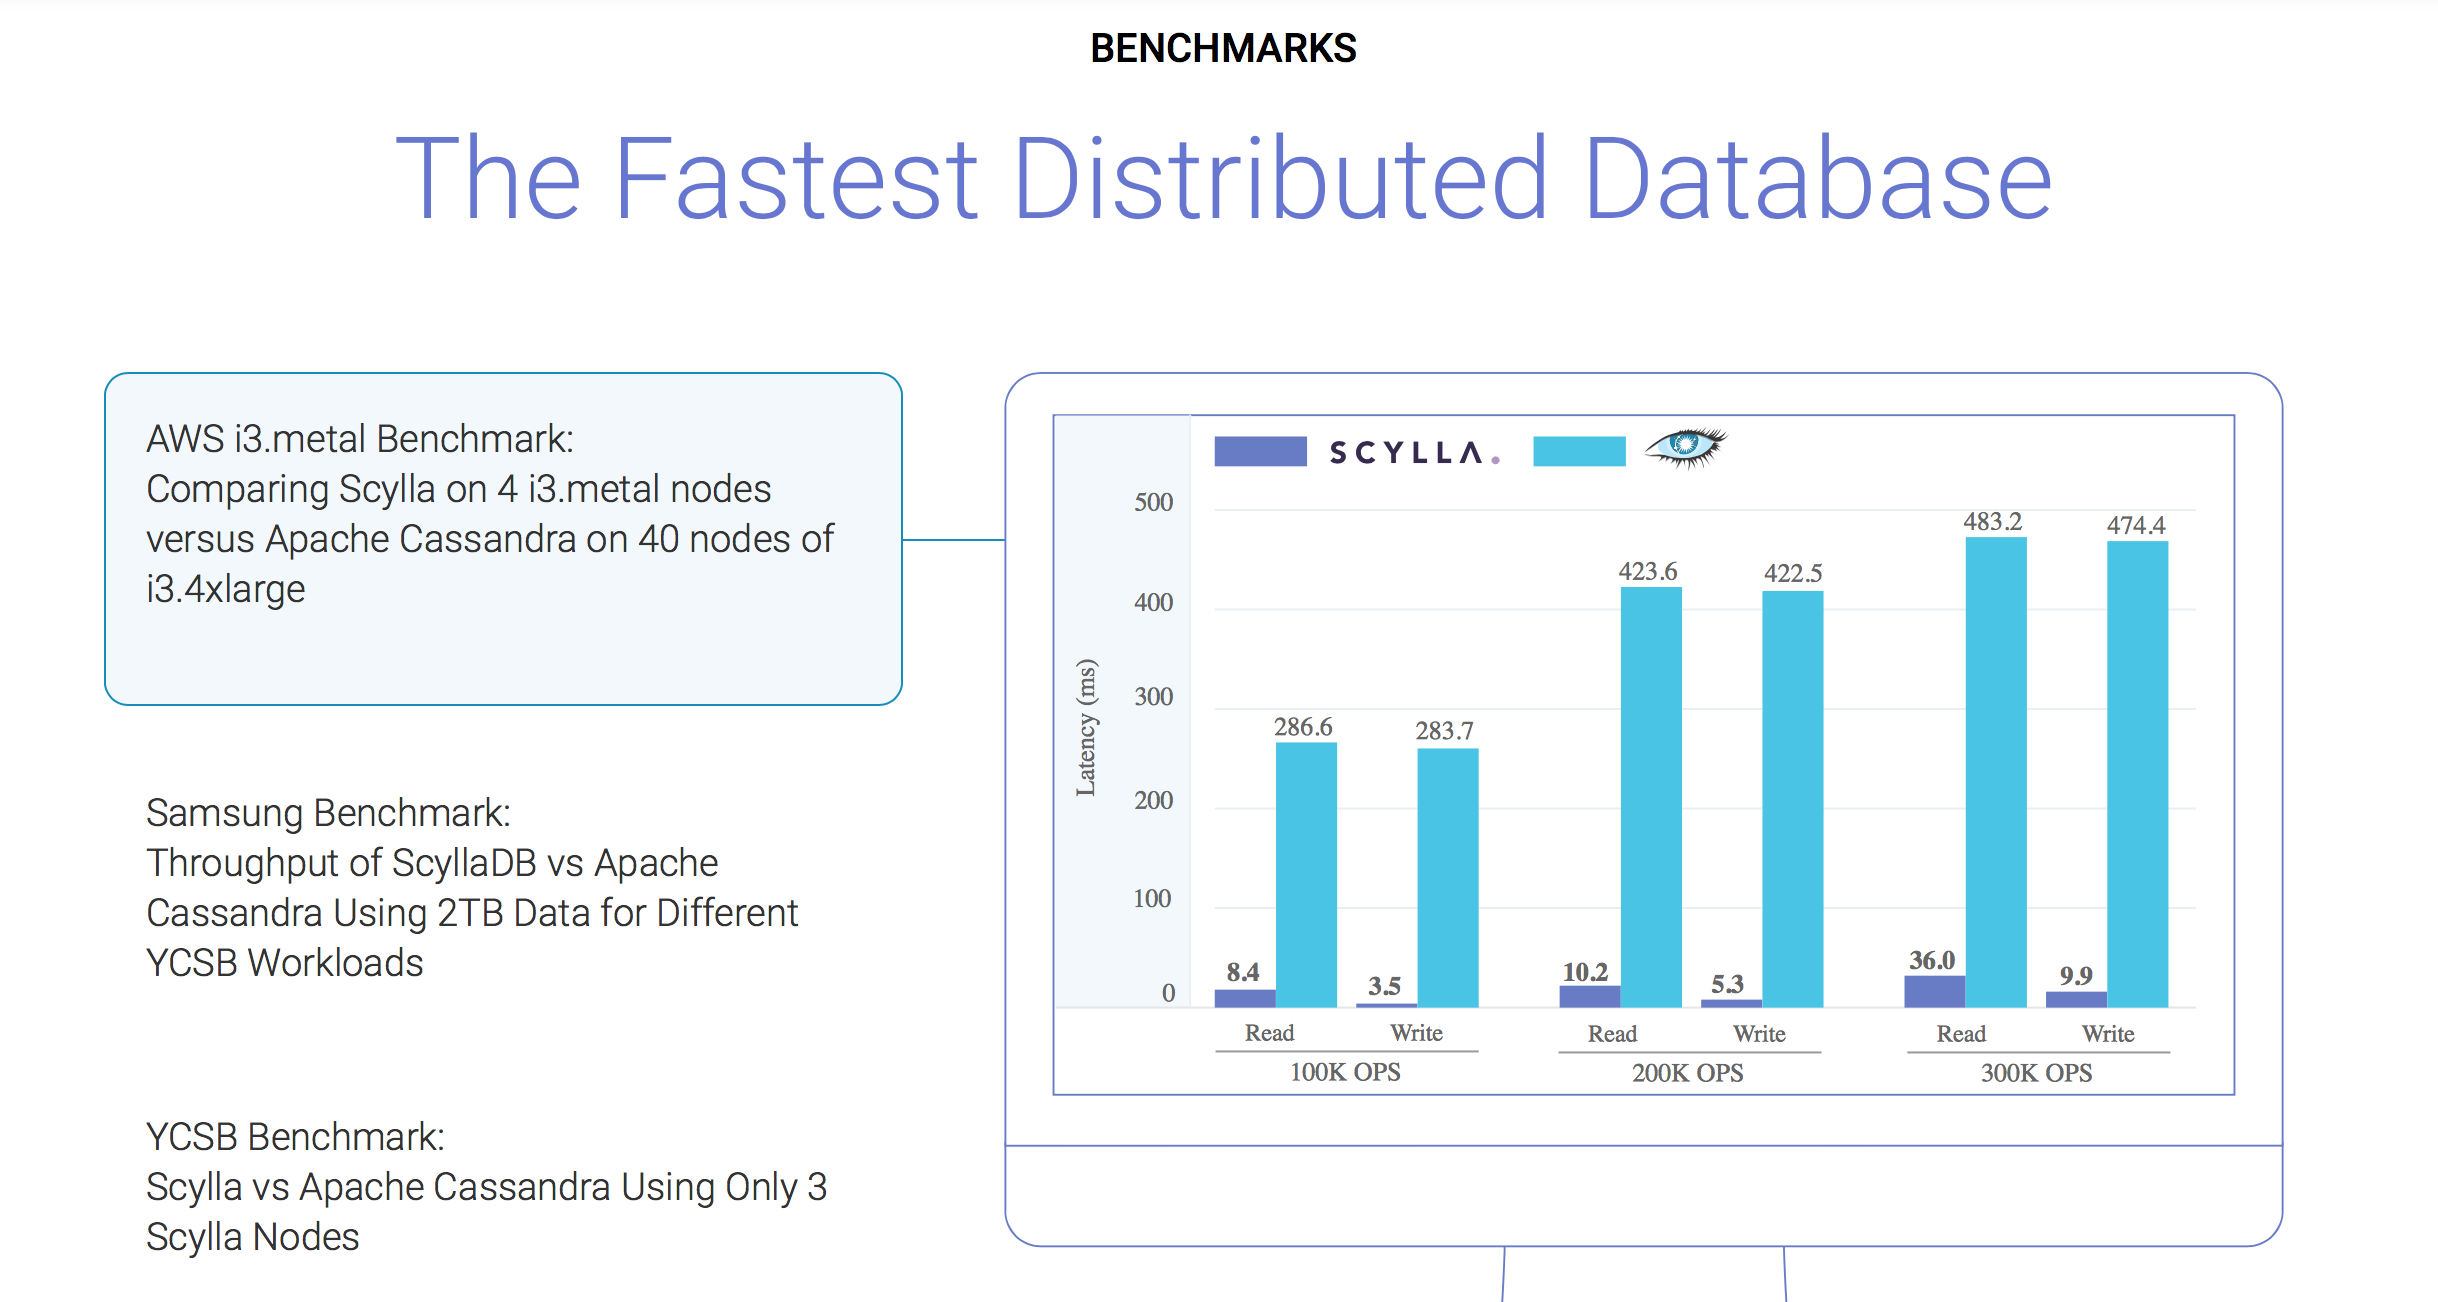 BENCHMARKS
The Fastest Distributed Database
AWS i3.metal Benchmark:
Comparing Scylla on 4 i3.metal nodes
versus Apache Cassandra on 40 nodes of
i3.4xlarge
Samsung Benchmark:
Throughput of ScyllaDB vs Apache
Cassandra Using 2TB Data for Different
YCSB Workloads
YCSB Benchmark:
Scylla vs Apache Cassandra Using Only 3
Scylla Nodes
SCYLLA.
Latency (ms)
500
400
300
200
100
0
8.4
286.6
3.5
283.7
10.2
423.6
5.3
422.5
36.0
483.2
9.9
474.4
Read Write Read Write Read Write
100K OPS 200K OPS 300K OPS